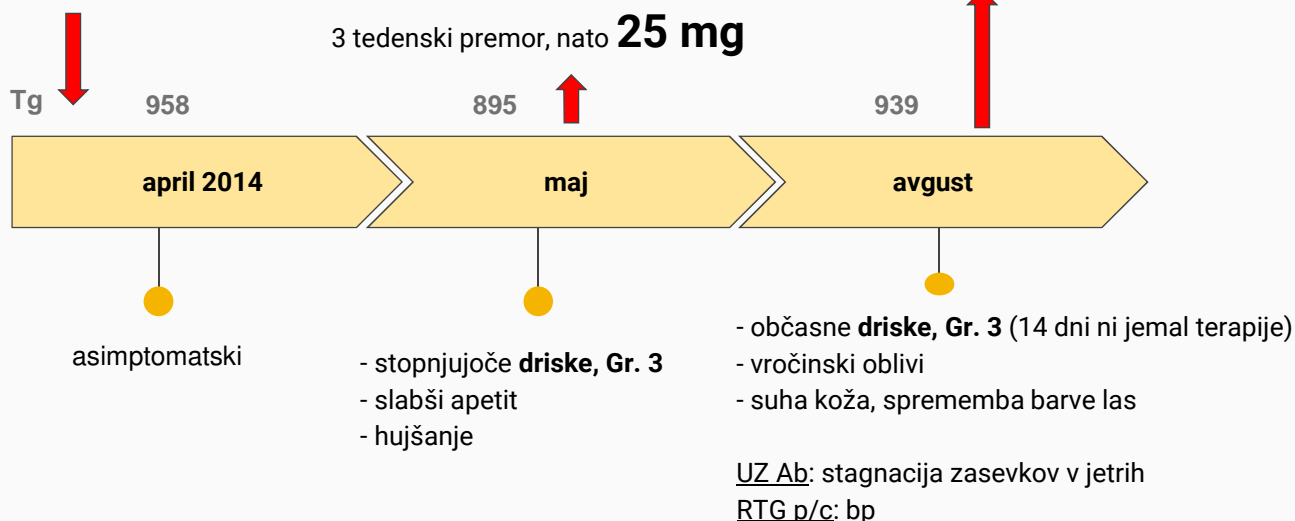 3 tedenski premor, nato 25 mg
Tg 958 895 939
april 2014 maj avgust
asimptomatski
- stopnjujoče driske, Gr. 3
- slabši apetit
- hujšanje
- občasne driske, Gr. 3 (14 dni ni jemal terapije)
- vročinski oblivi
- suha koža, sprememba barve las
UZ Ab: stagnacija zasevkov v jetrih
RTG p/c: bp